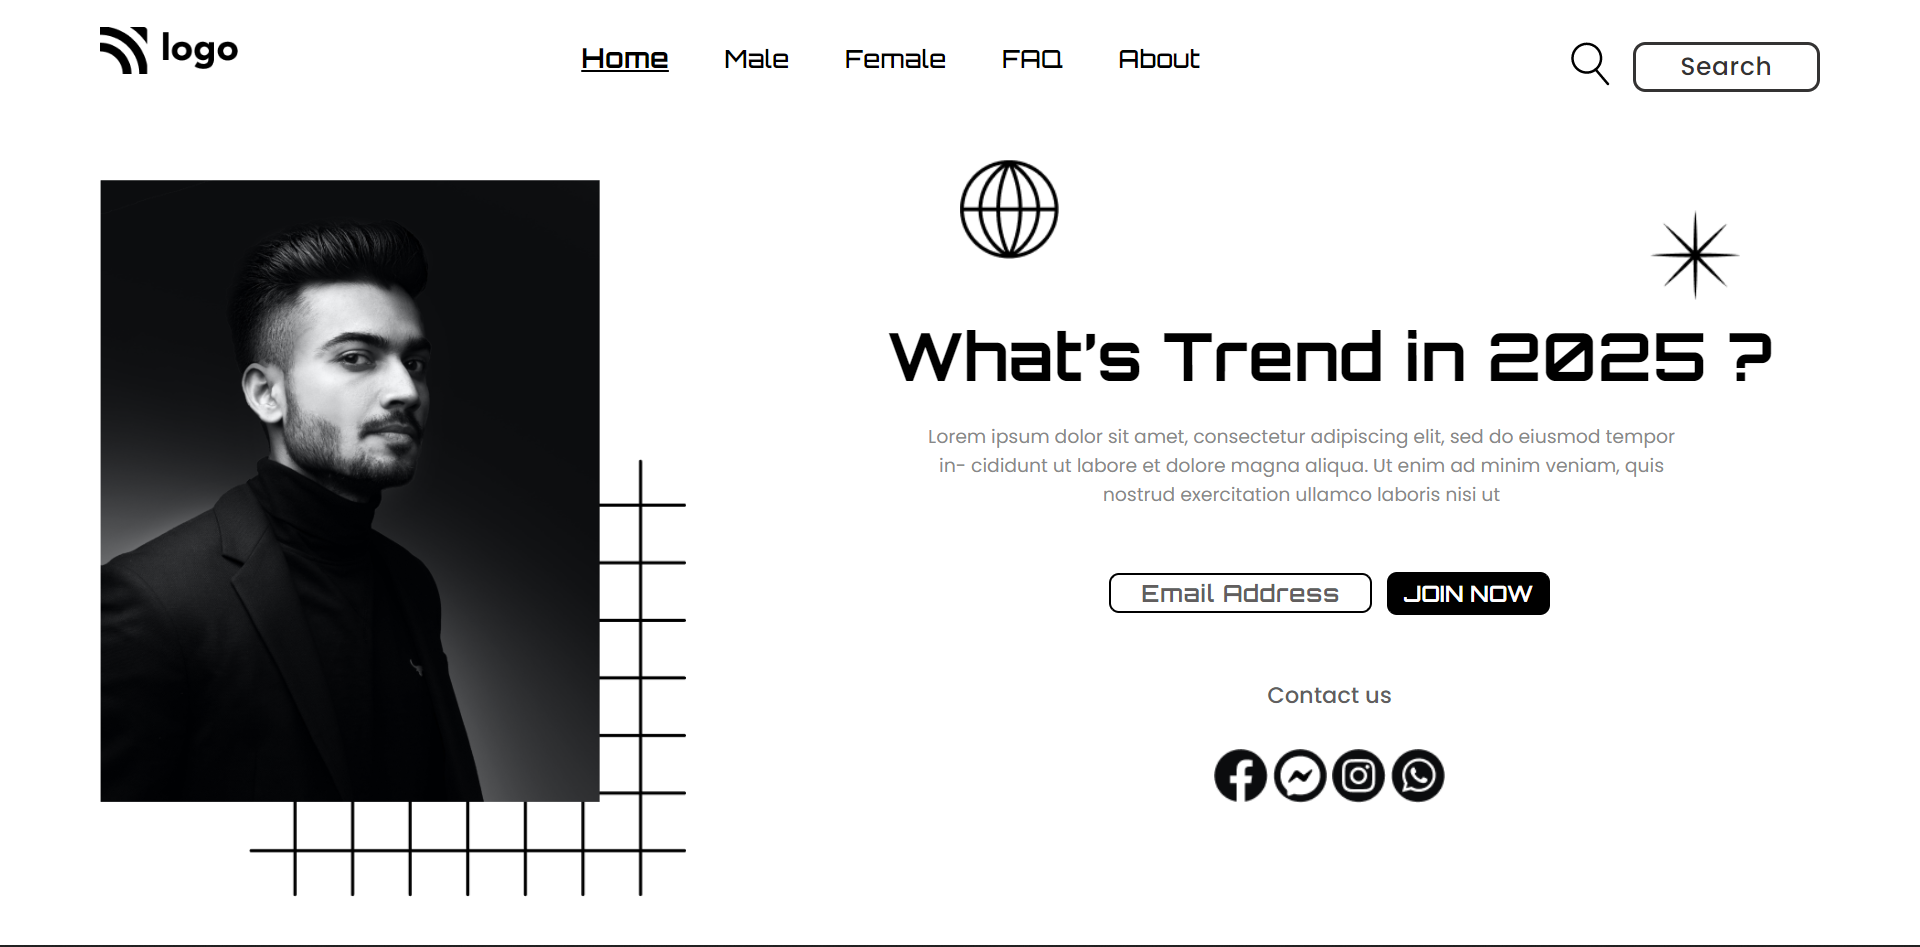 logo
Home Male Female FAQ About
Search
What's Trend in 2025 ?
Lorem ipsum dolor sit amet, consectetur adipiscing elit, sed do eiusmod tempor
in- cididunt ut labore et dolore magna aliqua. Ut enim ad minim veniam, quis
nostrud exercitation ullamco laboris nisi ut
Email Address JOIN NOW
Contact us